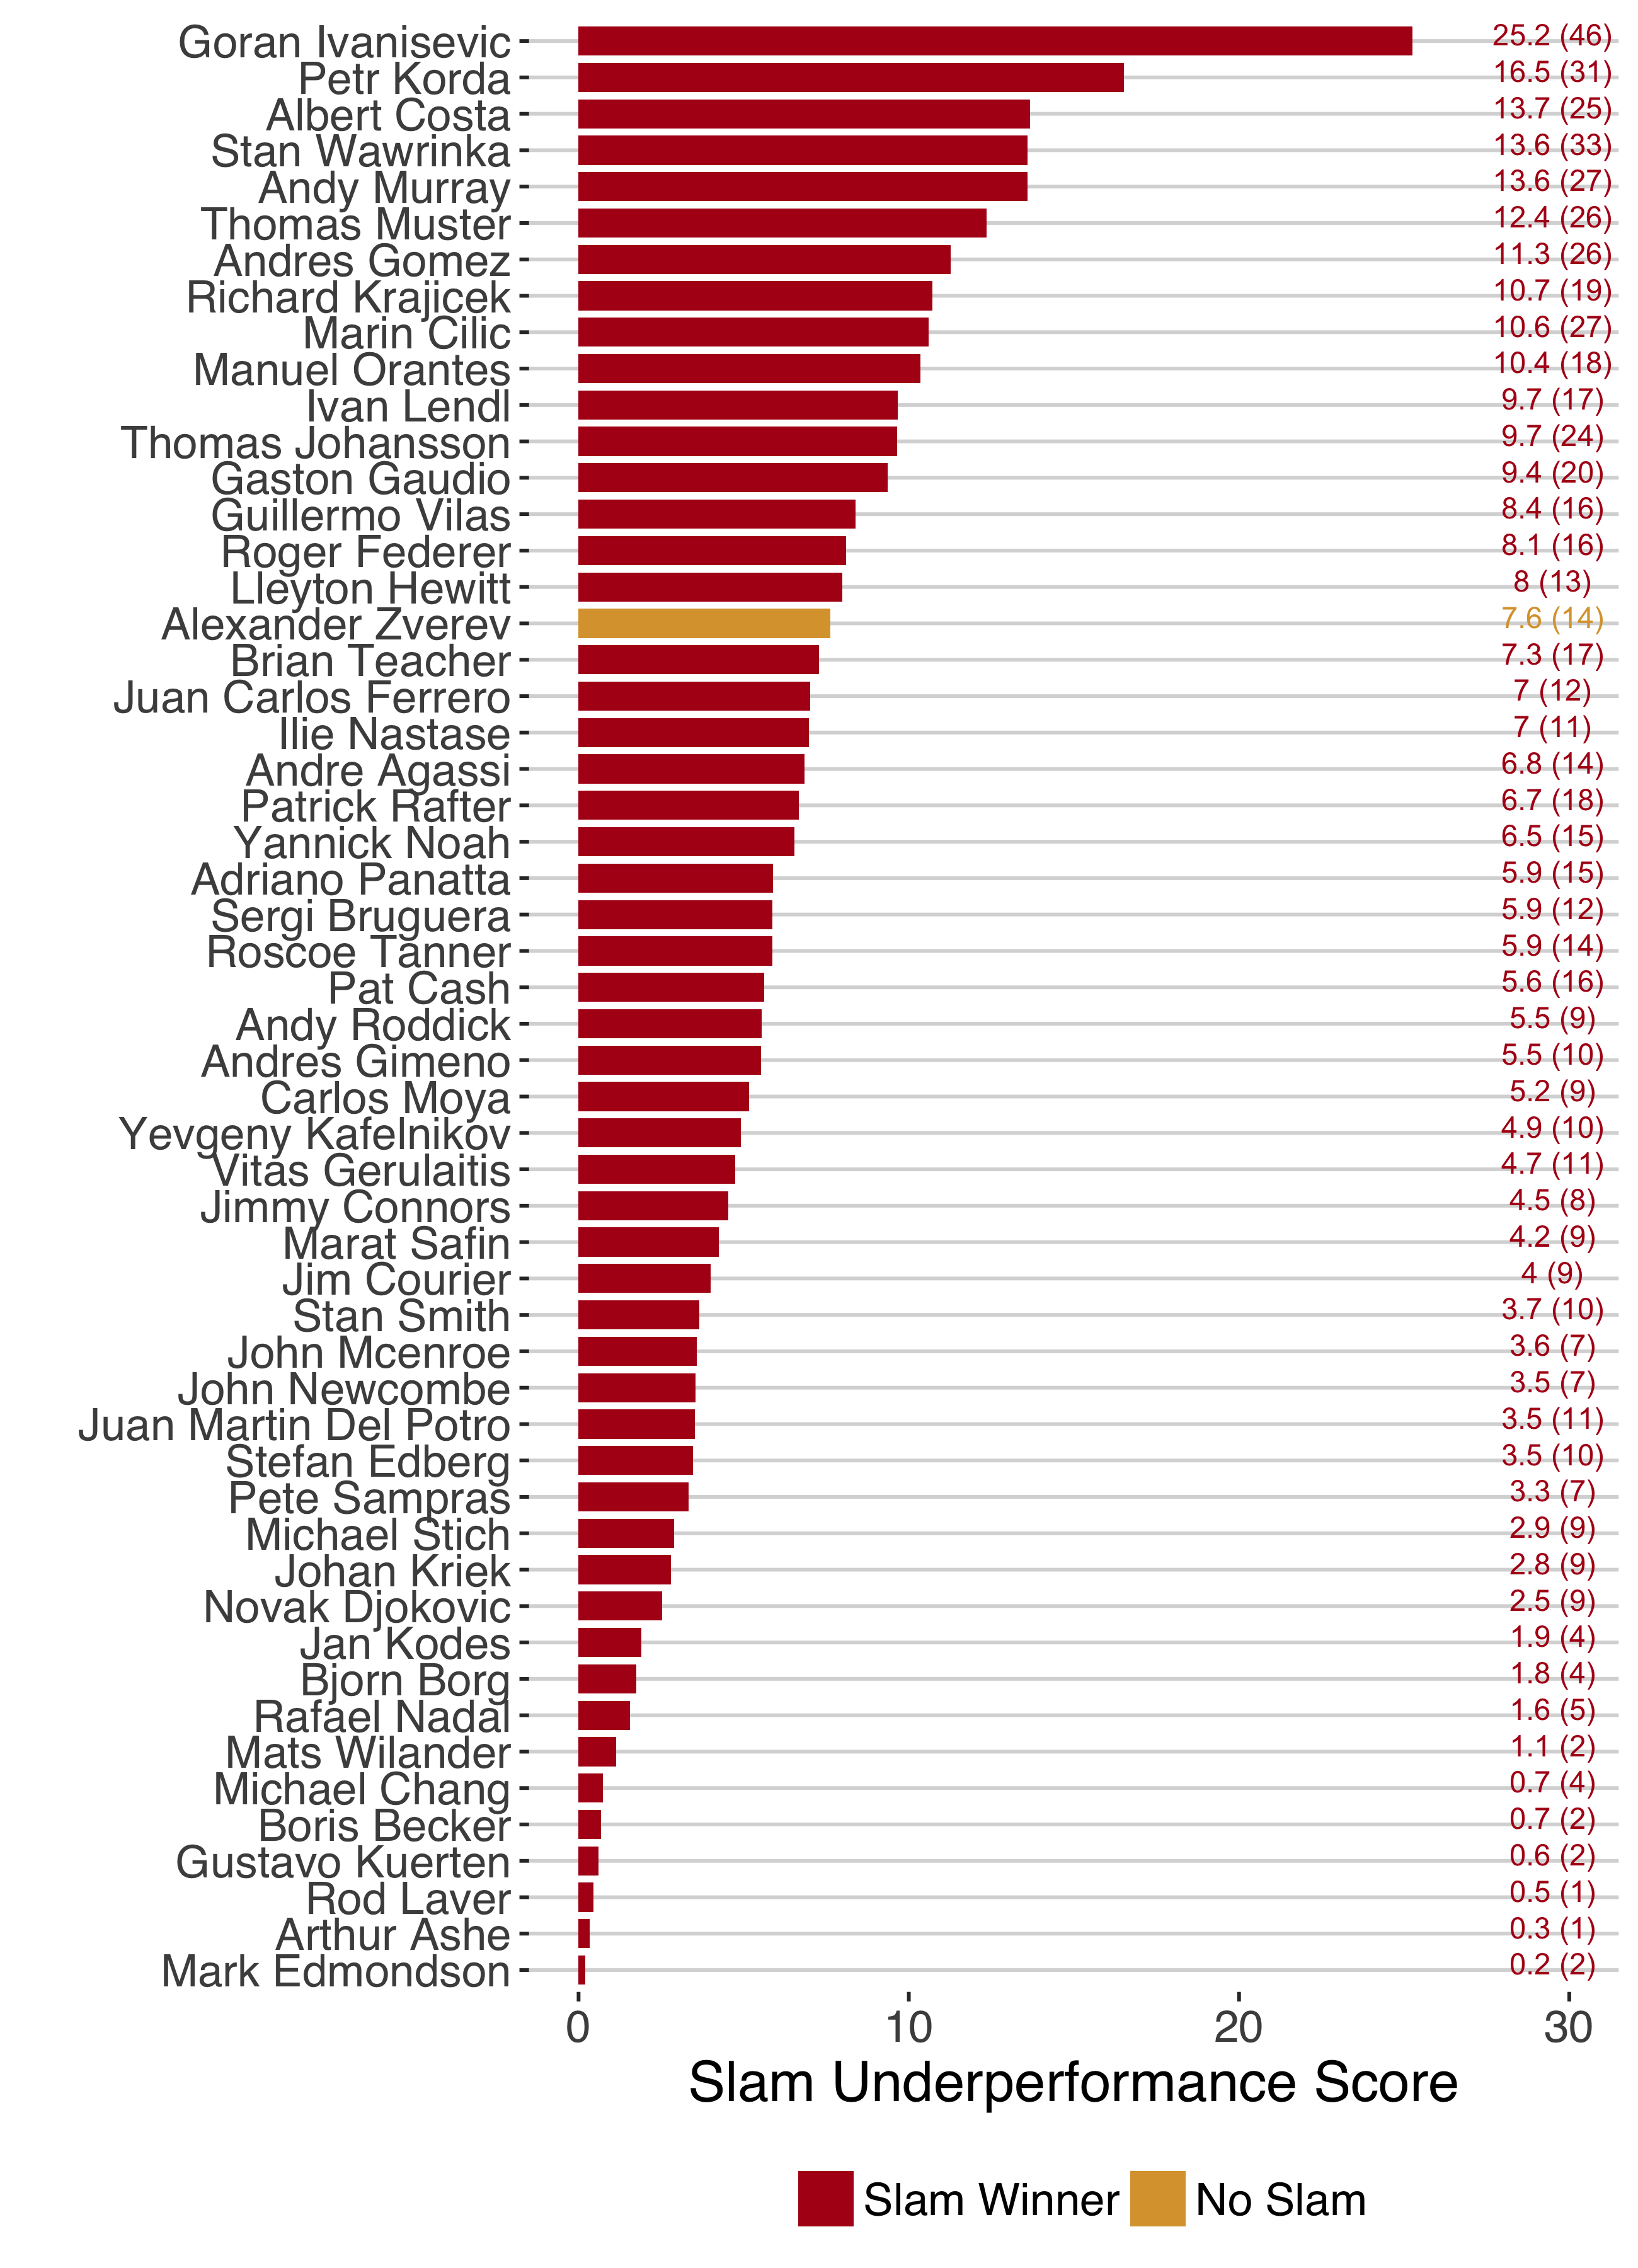 Goran Ivanisevic 25.2 (46)
Petr Korda 16.5 (31)
Albert Costa 13.7 (25)
Stan Wawrinka 13.6 (33)
Andy Murray 13.6 (27)
Thomas Muster 12.4 (26)
Andres Gomez 11.3 (26)
Richard Krajicek 10.7 (19)
Marin Cilic 10.6 (27)
Manuel Orantes 10.4 (18)
Ivan Lendl 9.7 (17)
Thomas Johansson 9.7 (24)
Gaston Gaudio 9.4 (20)
Guillermo Vilas 8.4 (16)
Roger Federer 8.1 (16)
Lleyton Hewitt 8 (13)
Alexander Zverev 7.6 (14)
Brian Teacher 7.3 (17)
Juan Carlos Ferrero 7 (12)
Ilie Nastase 7 (11)
Andre Agassi 6.8 (14)
Patrick Rafter 6.7 (18)
Yannick Noah 6.5 (15)
Adriano Panatta 5.9 (15)
Sergi Bruguera 5.9 (12)
Roscoe Tanner 5.9 (14)
Pat Cash 5.6 (16)
Andy Roddick 5.5 (9)
Andres Gimeno 5.5 (10)
Carlos Moya 5.2 (9)
Yevgeny Kafelnikov 4.9 (10)
Vitas Gerulaitis 4.7 (11)
Jimmy Connors 4.5 (8)
Marat Safin 4.2 (9)
Jim Courier 4 (9)
Stan Smith 3.7 (10)
John Mcenroe 3.6 (7)
John Newcombe 3.5 (7)
Juan Martin Del Potro 3.5 (11)
Stefan Edberg 3.5 (10)
Pete Sampras 3.3 (7)
Michael Stich 2.9 (9)
Johan Kriek 2.8 (9)
Novak Djokovic 2.5 (9)
Jan Kodes 1.9 (4)
Bjorn Borg 1.8 (4)
Rafael Nadal 1.6 (5)
Mats Wilander 1.1 (2)
Michael Chang 0.7 (4)
Boris Becker 0.7 (2)
Gustavo Kuerten 0.6 (2)
Rod Laver 0.5 (1)
Arthur Ashe 0.3 (1)
Mark Edmondson 0.2 (2)
0 10 20 30
Slam Underperformance Score
Slam Winner No Slam